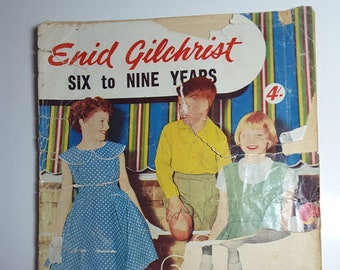 Enid Gilchrist
SIX to NINE YEARS
4/-